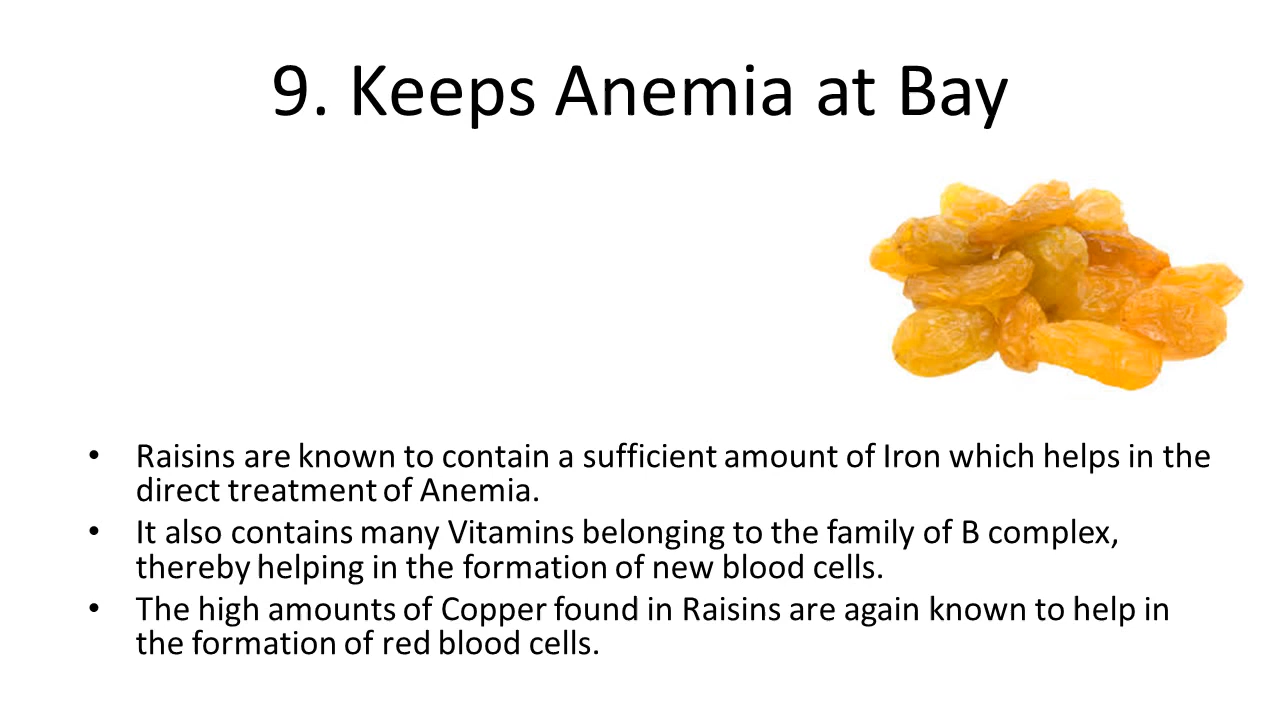 9. Keeps Anemia at Bay
• Raisins are known to contain a sufficient amount of Iron which helps in the
direct treatment of Anemia.
• It also contains many Vitamins belonging to the family of B complex,
thereby helping in the formation of new blood cells.
• The high amounts of Copper found in Raisins are again known to help in
the formation of red blood cells.